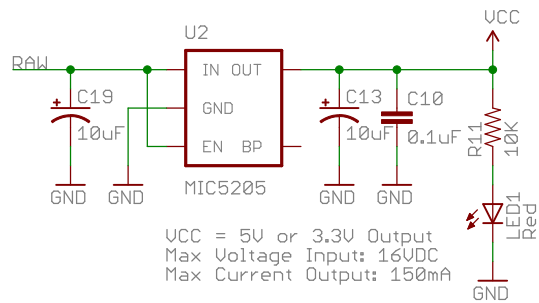 VCC
U2
RAW
IN OUT
GND
EN BP
MIC5205
C19
10uF
C13
10uF
C10
0.1uF
R11
10K
LED1
Red
GND
GND
GND
GND
GND
VCC = 5V or 3.3V Output
Max Voltage Input: 16VDC
Max Current Output: 150mA